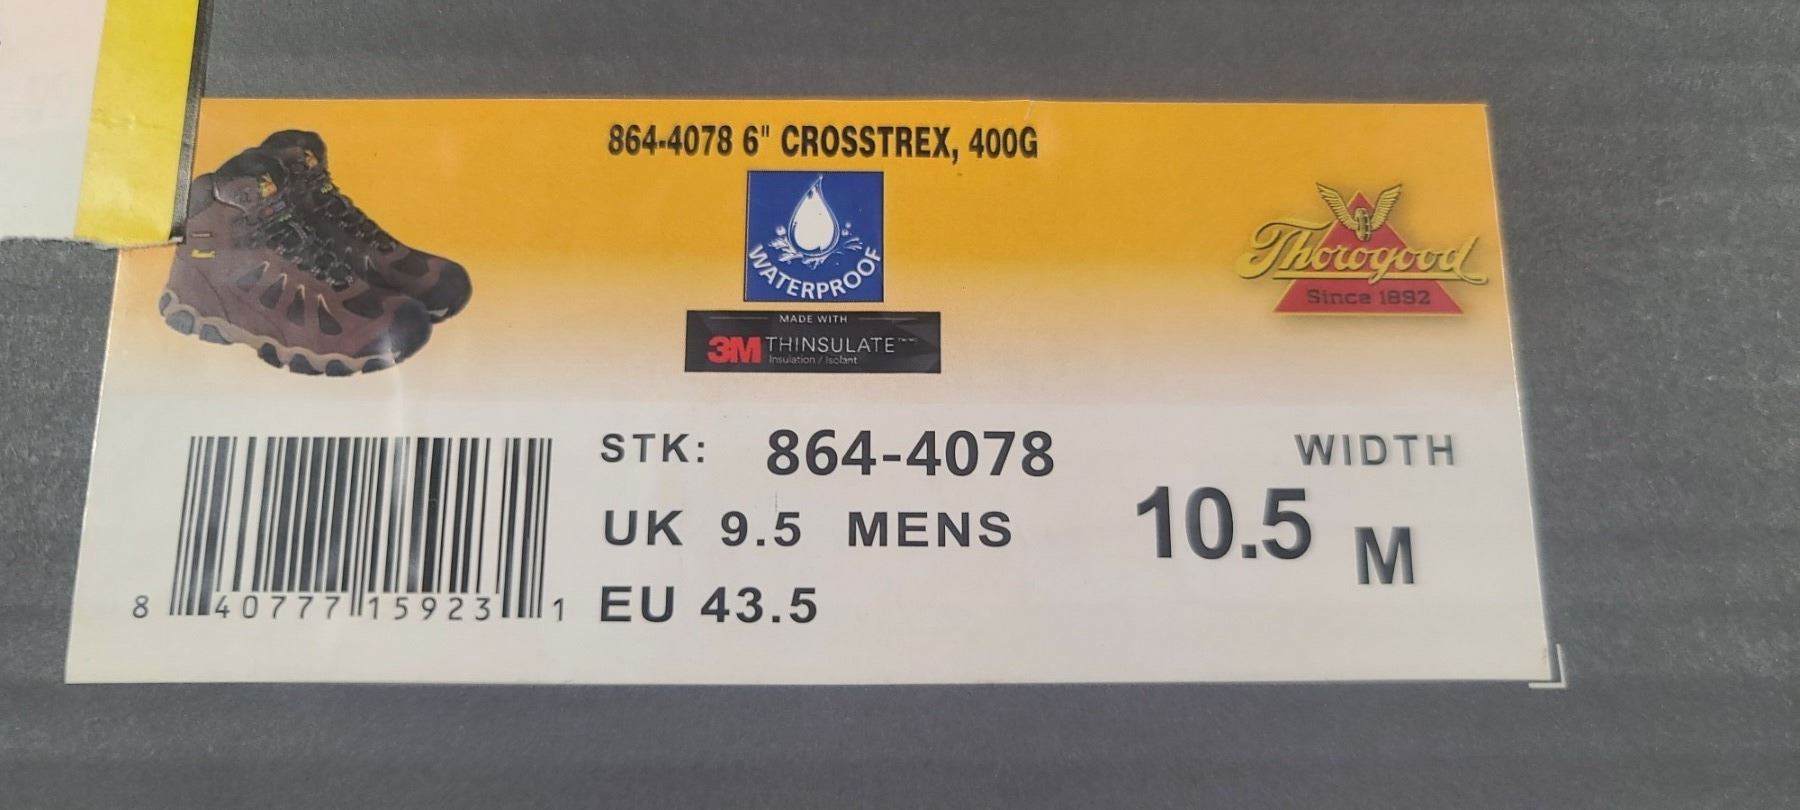 864-4078 6" CROSSTREX, 400G
WATERPROOF
MADE WITH
3M THINSULATE™
Insulation / Isolant
Thorogood
Since 1892
STK: 864-4078
WIDTH
UK 9.5 MENS
10.5 M
EU 43.5
8 40777 15923 1